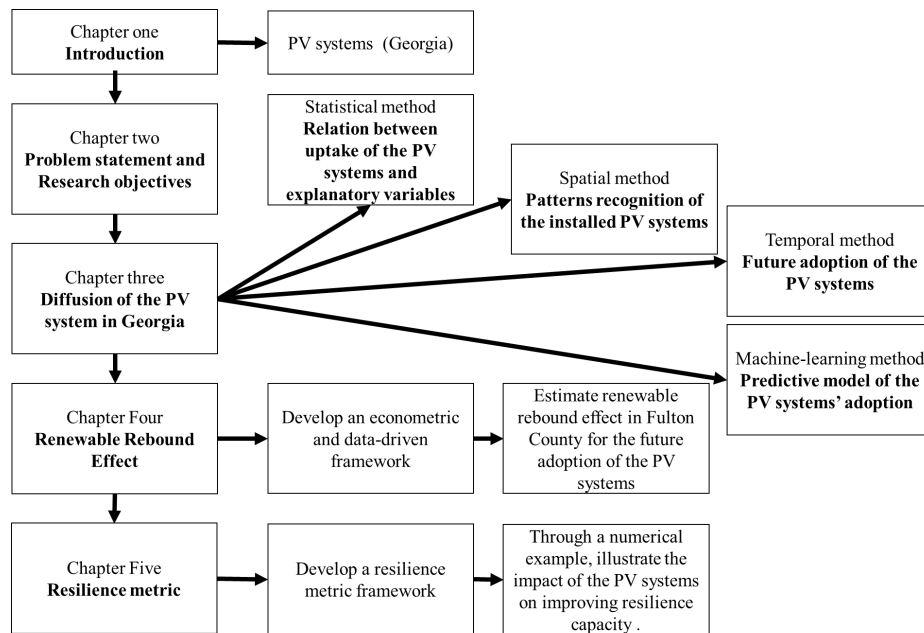 Chapter one
Introduction
PV systems (Georgia)
Chapter two
Problem statement and
Research objectives
Statistical method
Relation between
uptake of the PV
systems and
explanatory variables
Spatial method
Patterns recognition of
the installed PV systems
Temporal method
Future adoption of the
PV systems
Chapter three
Diffusion of the PV
system in Georgia
Machine-learning method
Predictive model of the
PV systems’ adoption
Chapter Four
Renewable Rebound
Effect
Develop an econometric
and data-driven
framework
Estimate renewable
rebound effect in Fulton
County for the future
adoption of the PV
systems
Chapter Five
Resilience metric
Develop a resilience
metric framework
Through a numerical
example, illustrate the
impact of the PV systems
on improving resilience
capacity .